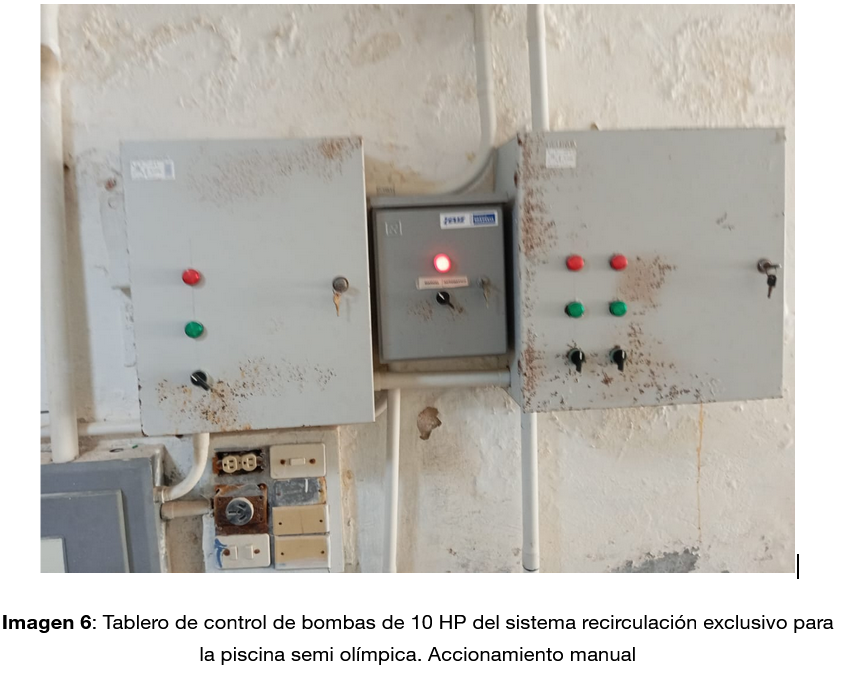 Imagen 6: Tablero de control de bombas de 10 HP del sistema recirculación exclusivo para
la piscina semi olímpica. Accionamiento manual